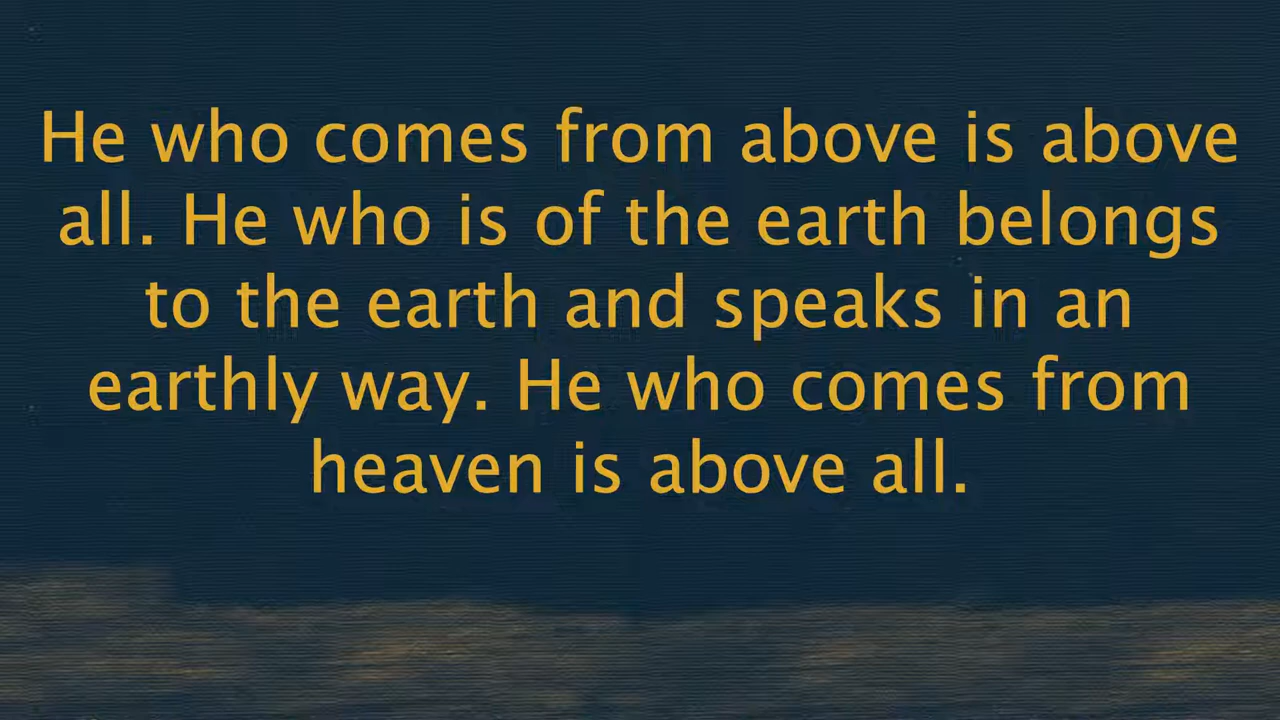 He who comes from above is above
all. He who is of the earth belongs
to the earth and speaks in an
earthly way. He who comes from
heaven is above all.